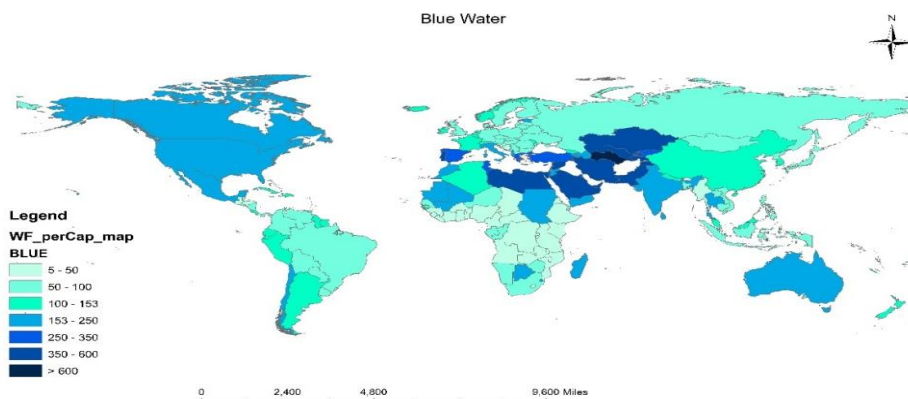 Blue Water
N
Legend
WF_perCap_map
BLUE
5 - 50
50 - 100
100 - 153
153 - 250
250 - 350
350 - 600
> 600
0 2,400 4,800 9,600 Miles